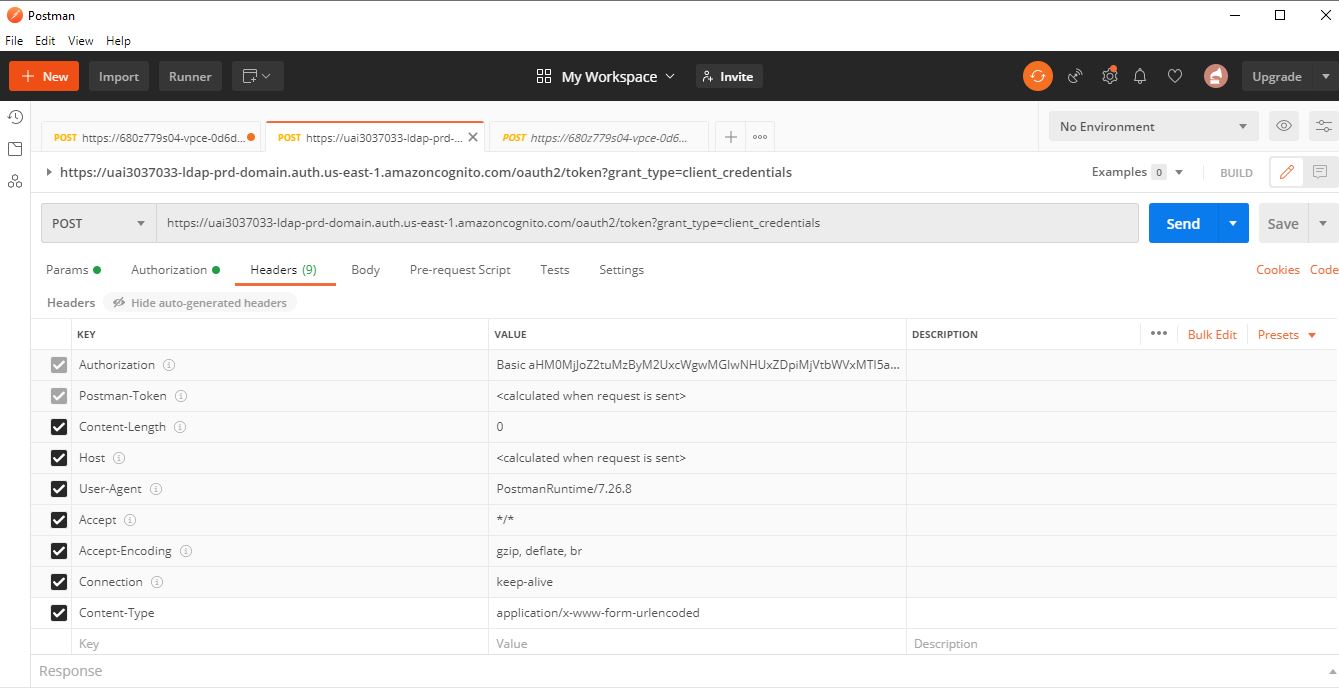 Postman
File Edit View Help
New Import Runner My Workspace Invite Upgrade
POST https://680z779s04-vpce-0d6d... POST https://uai3037033-ldap-prd-... POST https://680z779s04-vpce-0d6d... No Environment
https://uai3037033-ldap-prd-domain.auth.us-east-1.amazoncognito.com/oauth2/token?grant_type=client_credentials Examples 0 BUILD
POST https://uai3037033-ldap-prd-domain.auth.us-east-1.amazoncognito.com/oauth2/token?grant_type=client_credentials Send Save
Params Authorization Headers (9) Body Pre-request Script Tests Settings Cookies Code
Headers Hide auto-generated headers
KEY VALUE DESCRIPTION Bulk Edit Presets
Authorization Basic aHM0MjJoZ2tuMzByM2UxcWgwMGlwNHUxZDpiMjVtbWVxMTI5a...
Postman-Token <calculated when request is sent>
Content-Length 0
Host <calculated when request is sent>
User-Agent PostmanRuntime/7.26.8
Accept */*
Accept-Encoding gzip, deflate, br
Connection keep-alive
Content-Type application/x-www-form-urlencoded
Key Value Description
Response